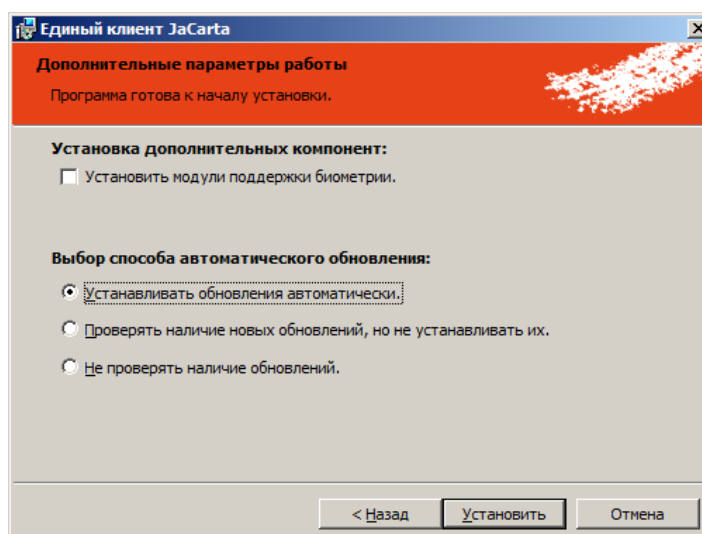 Единый клиент JaCarta
Дополнительные параметры работы
Программа готова к началу установки.
Установка дополнительных компонент:
Установить модули поддержки биометрии.
Выбор способа автоматического обновления:
Устанавливать обновления автоматически.
Проверять наличие новых обновлений, но не устанавливать их.
Не проверять наличие обновлений.
< Назад Установить Отмена